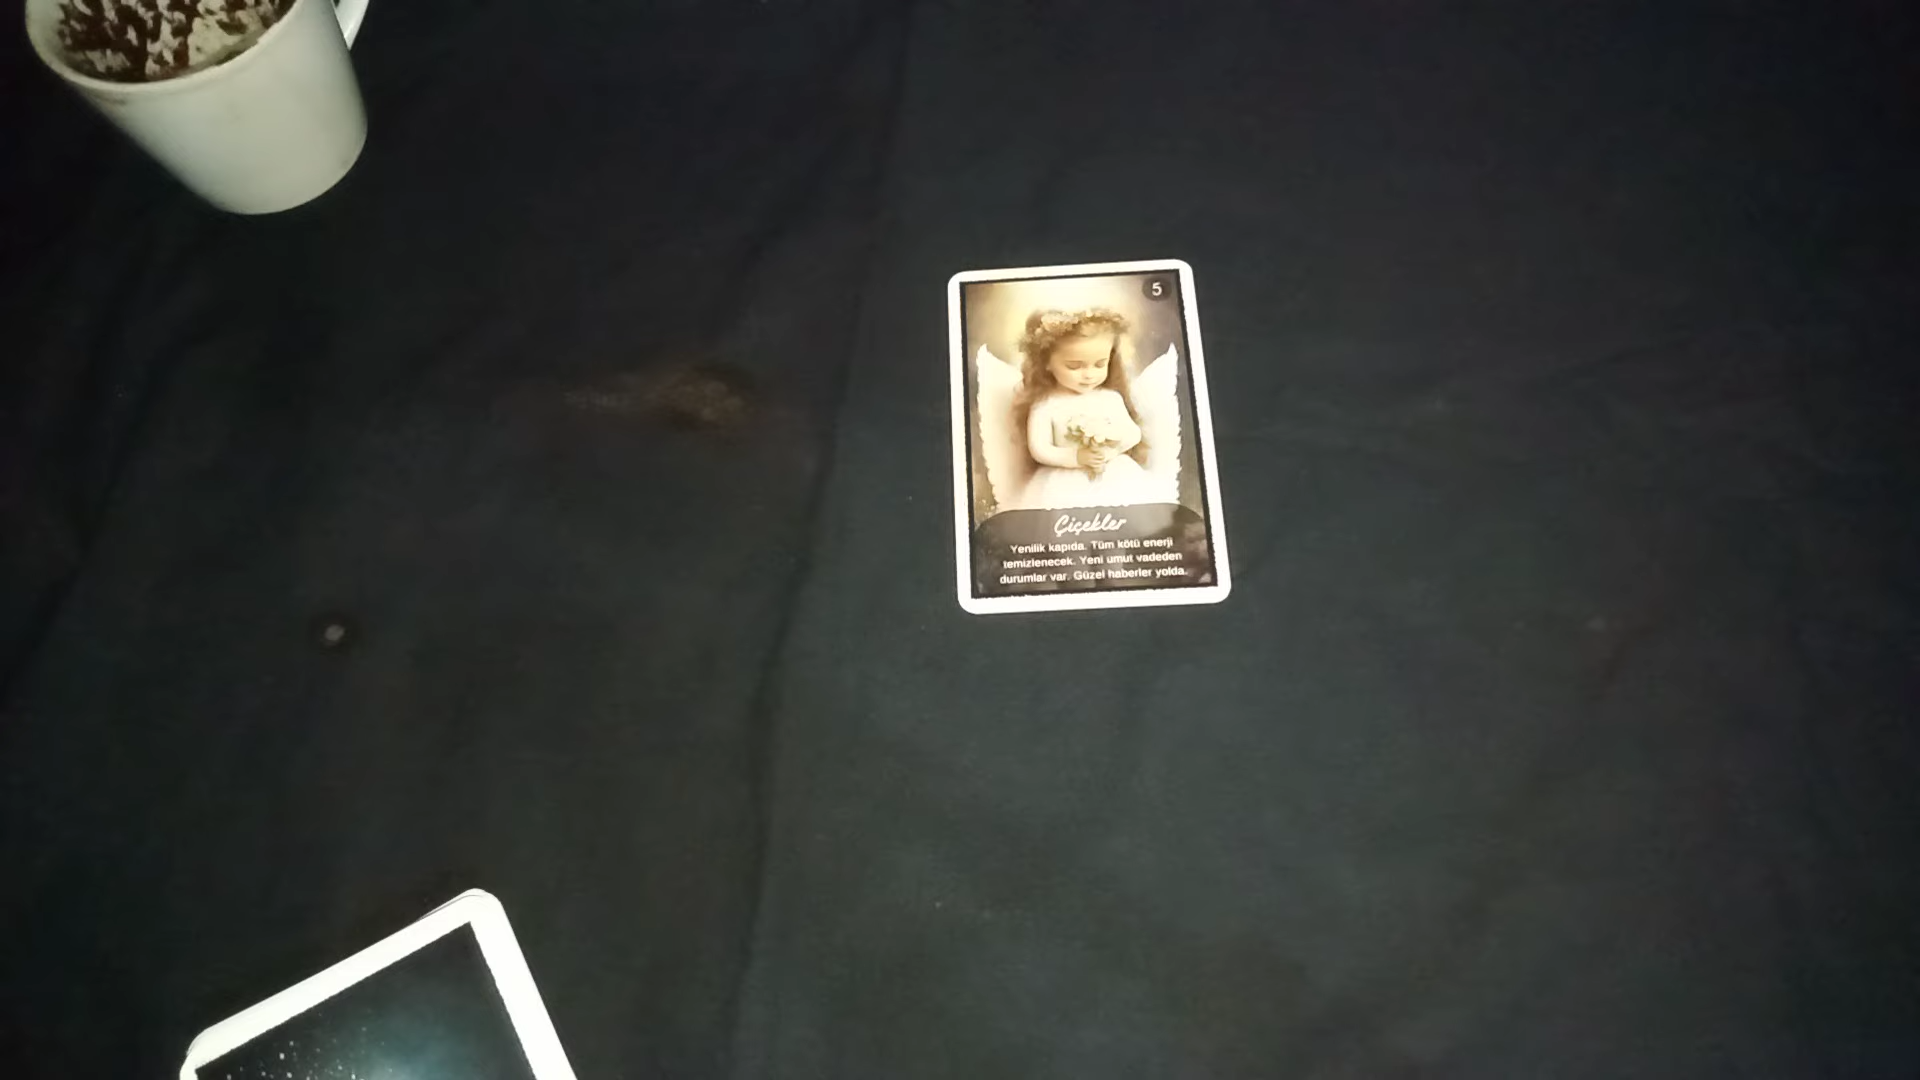 5
Çiçekler
Yenilik kapıda. Tüm kötü enerji
temizlenecek. Yeni umut vadeden
durumlar var. Güzel haberler yolda.